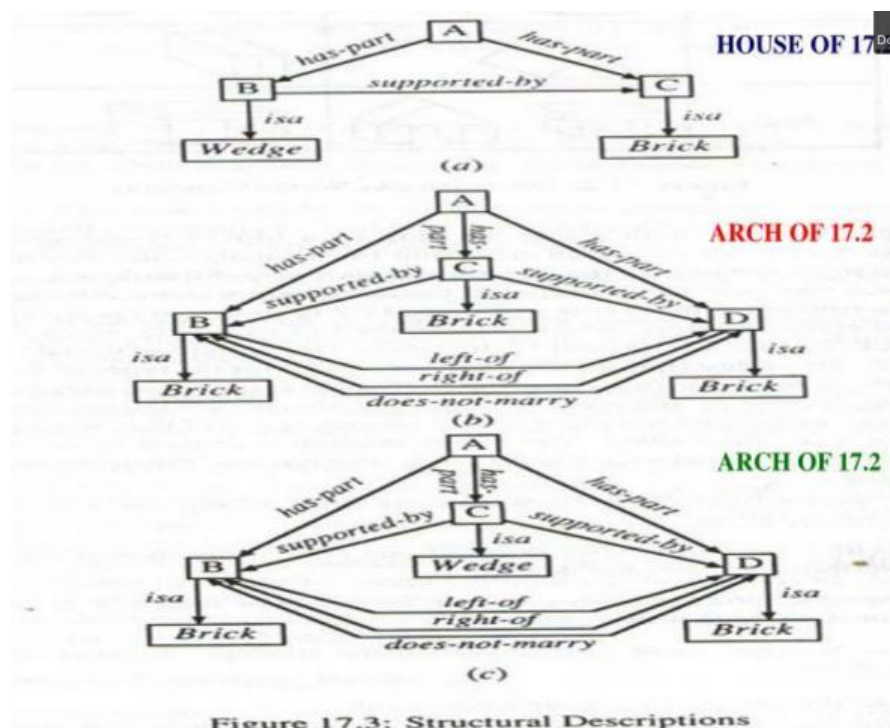 A
has-part has-part
HOUSE OF 17.2
Do
B supported-by C
isa isa
Wedge Brick
(a)
A
ARCH OF 17.2
has-part has-part has-part
C
supported-by supported-by
isa
B Brick D
isa left-of isa
right-of
Brick does-not-marry Brick
(b)
A
ARCH OF 17.2
has-part has-part has-part
C
supported-by supported-by
isa
B Wedge D
isa left-of isa
right-of
Brick does-not-marry Brick
(c)
Figure 17.3: Structural Descriptions